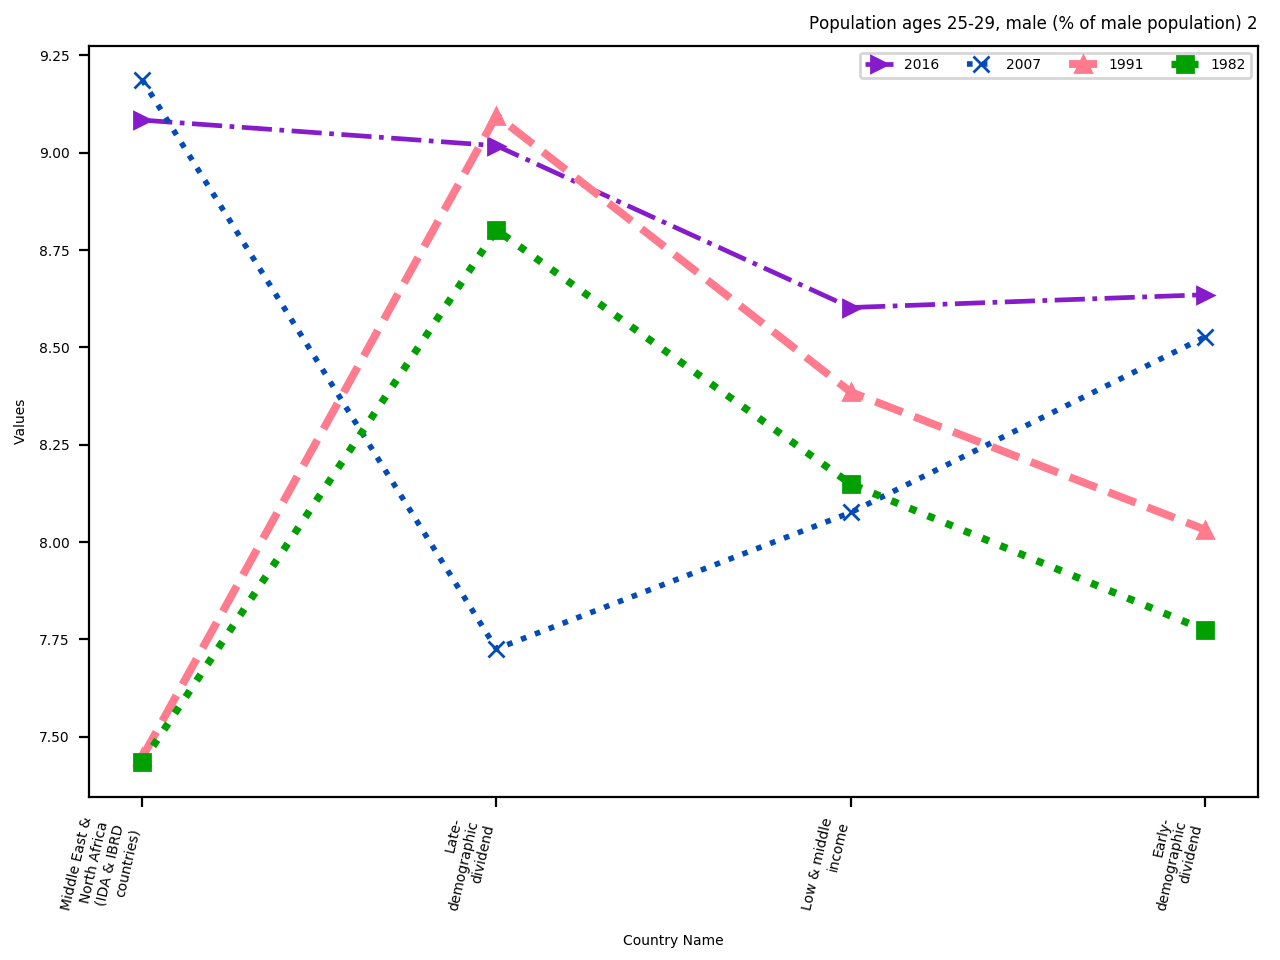 Population ages 25-29, male (% of male population) 2
2016
2007
1991
1982
9.25
9.00
8.75
8.50
8.25
8.00
7.75
7.50
Values
Middle East &
North Africa
(IDA & IBRD
countries)
Late-
demographic
dividend
Low & middle
income
Early-
demographic
dividend
Country Name